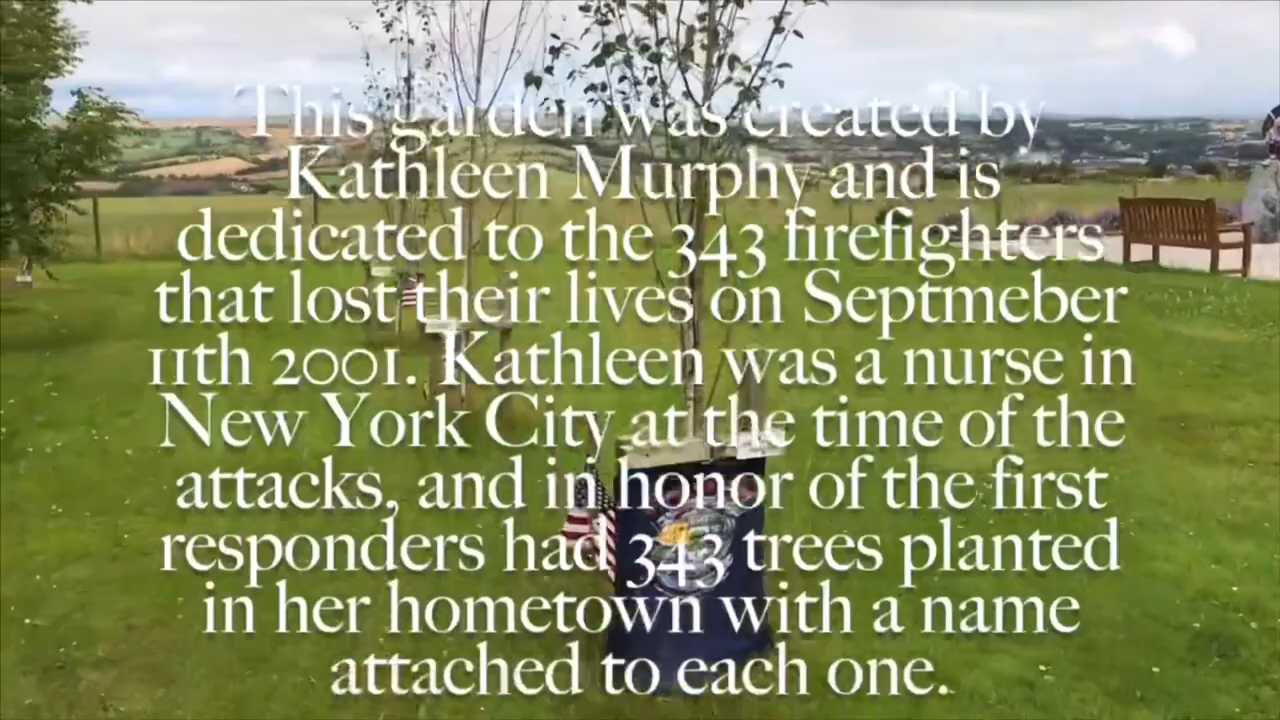 This garden was created by
Kathleen Murphy and is
dedicated to the 343 firefighters
that lost their lives on Septmeber
11th 2001. Kathleen was a nurse in
New York City at the time of the
attacks, and in honor of the first
responders had 343 trees planted
in her hometown with a name
attached to each one.